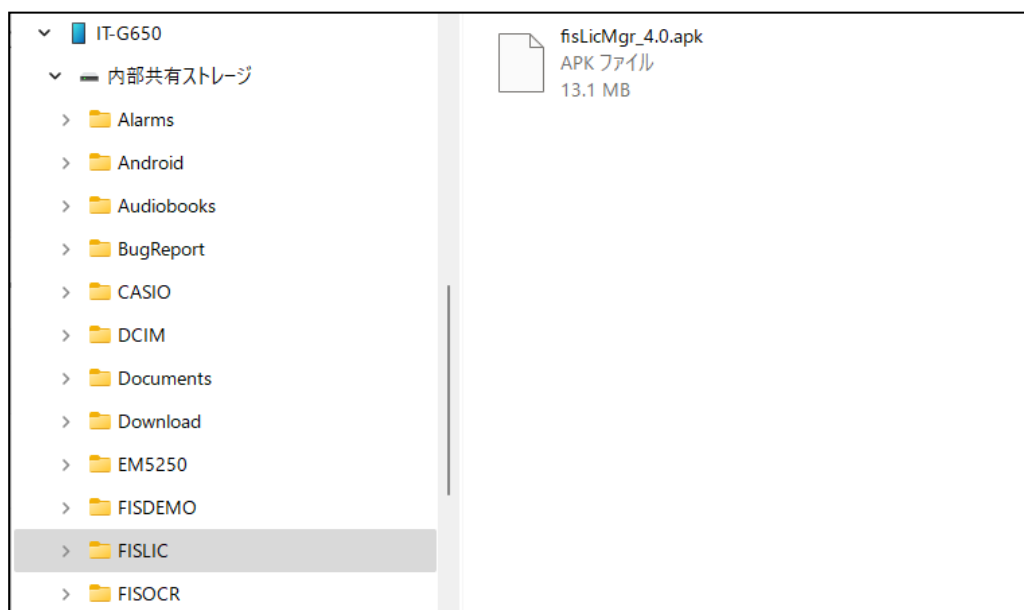 IT-G650
内部共有ストレージ
Alarms
Android
Audiobooks
BugReport
CASIO
DCIM
Documents
Download
EM5250
FISDEMO
FISLIC
FISOCR
fisLicMgr_4.0.apk
APK ファイル
13.1 MB